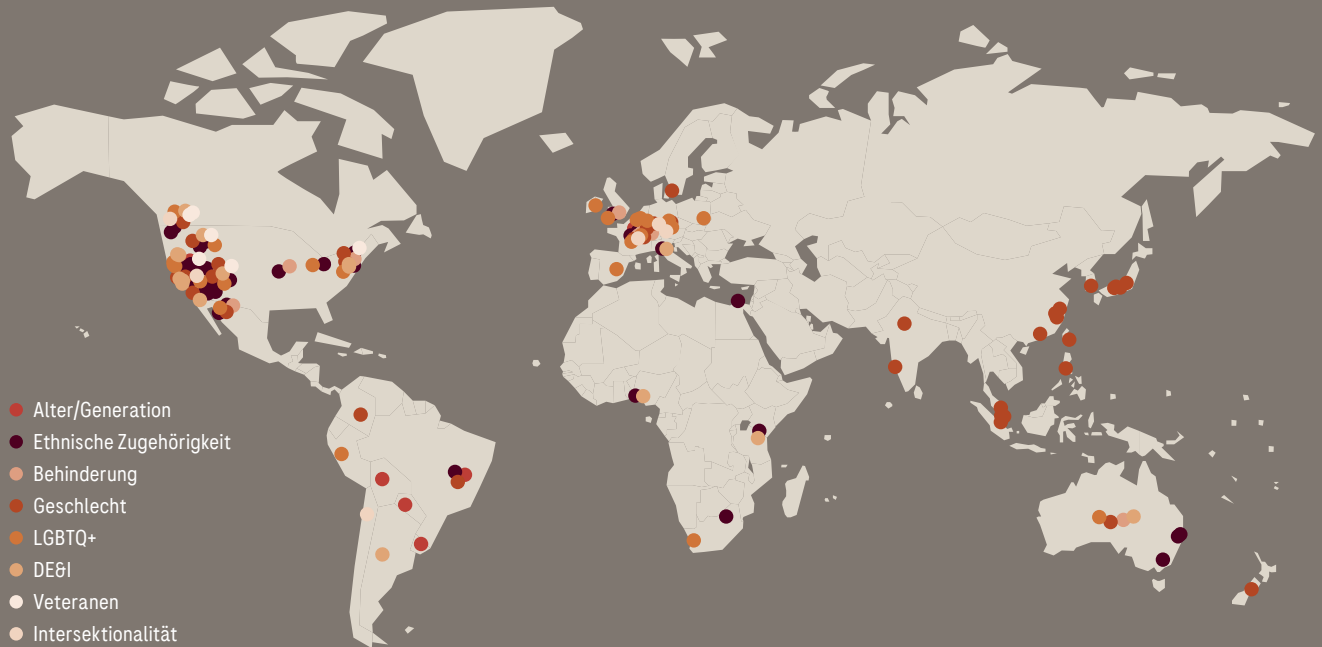 Alter/Generation
Ethnische Zugehörigkeit
Behinderung
Geschlecht
LGBTQ+
DE&I
Veteranen
Intersektionalität